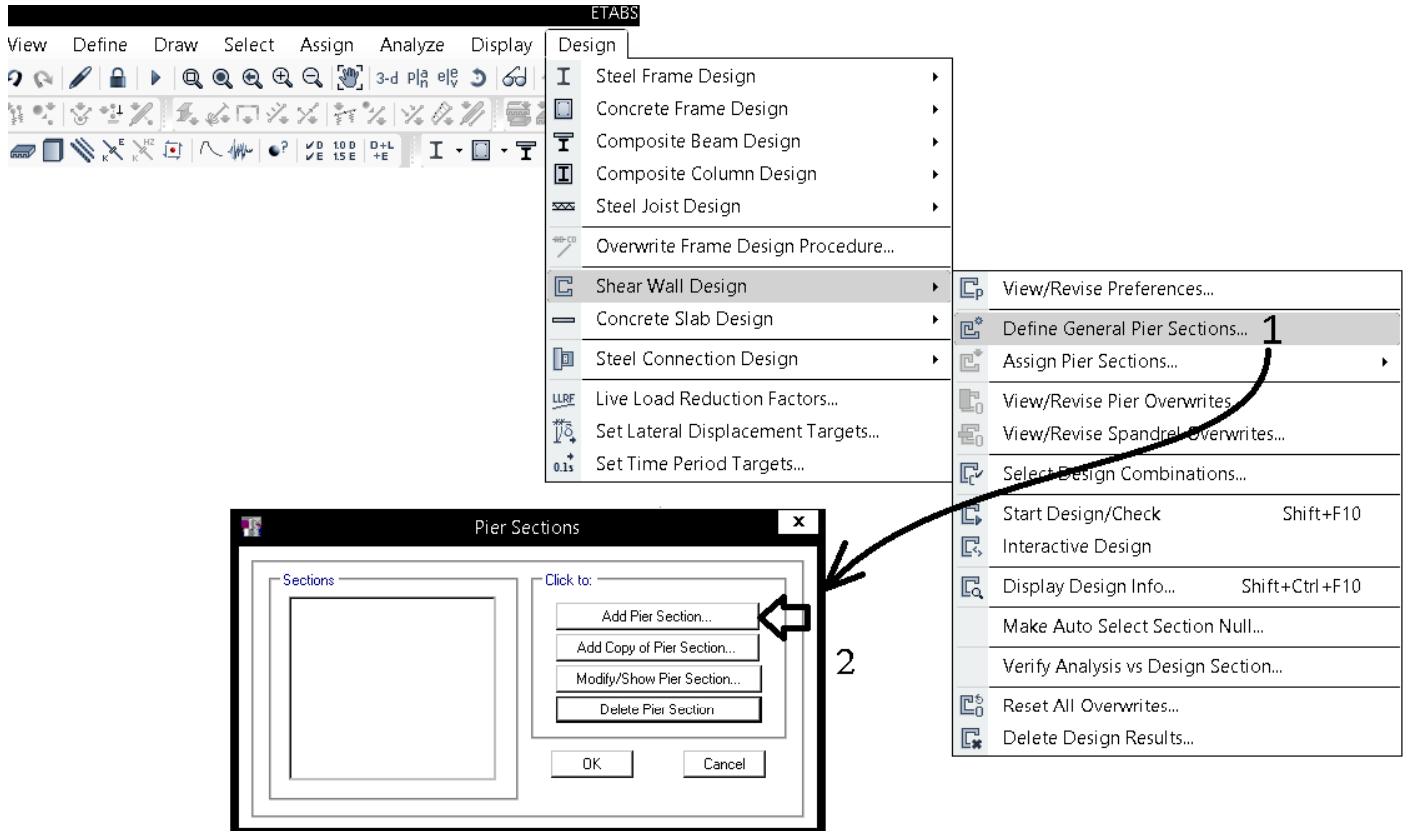 ETABS
View Define Draw Select Assign Analyze Display Design
3-d
Steel Frame Design
Concrete Frame Design
Composite Beam Design
Composite Column Design
Steel Joist Design
Overwrite Frame Design Procedure...
Shear Wall Design
Concrete Slab Design
Steel Connection Design
LLRF Live Load Reduction Factors...
Set Lateral Displacement Targets...
0.1s Set Time Period Targets...
View/Revise Preferences...
Define General Pier Sections... 1
Assign Pier Sections...
View/Revise Pier Overwrites...
View/Revise Spandrel Overwrites...
Select Design Combinations...
Start Design/Check Shift+F10
Interactive Design
Display Design Info... Shift+Ctrl+F10
Make Auto Select Section Null...
Verify Analysis vs Design Section...
Reset All Overwrites...
Delete Design Results...
Pier Sections x
Sections
Click to:
Add Pier Section...
2
Add Copy of Pier Section...
Modify/Show Pier Section...
Delete Pier Section
OK Cancel